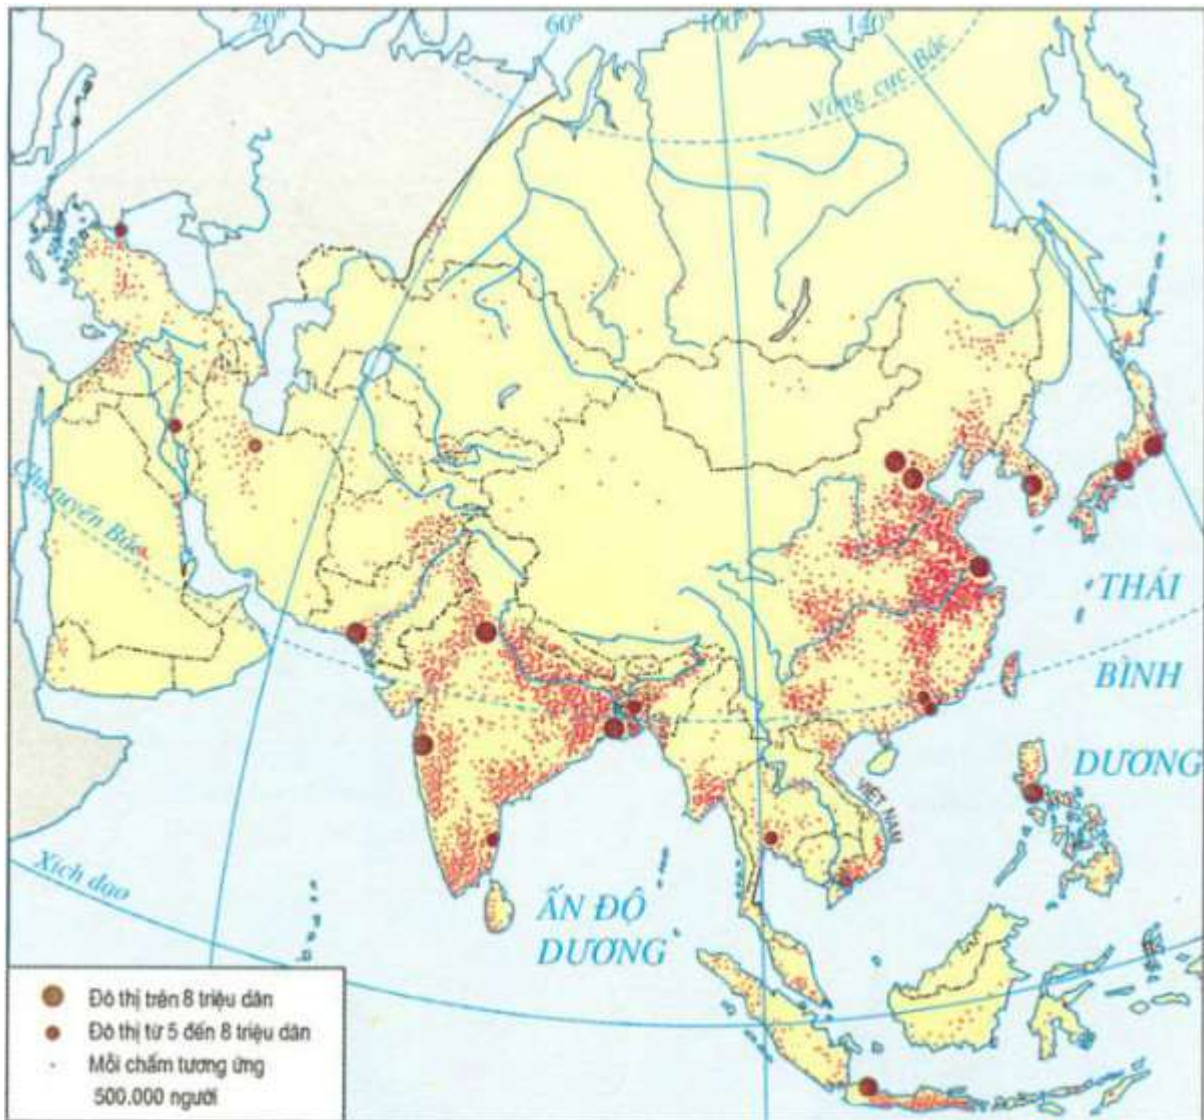 20°
60°
100°
140°
Vòng cực Bắc
Chí tuyến Bắc
THÁI
BÌNH
DƯƠNG
VIỆT NAM
Xích đạo
ẤN ĐỘ
DƯƠNG
Đô thị trên 8 triệu dân
Đô thị từ 5 đến 8 triệu dân
Mỗi chấm tương ứng
500.000 người